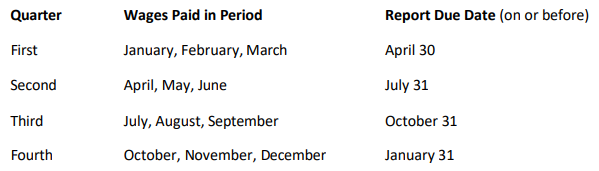 Quarter Wages Paid in Period Report Due Date (on or before)
First January, February, March April 30
Second April, May, June July 31
Third July, August, September October 31
Fourth October, November, December January 31